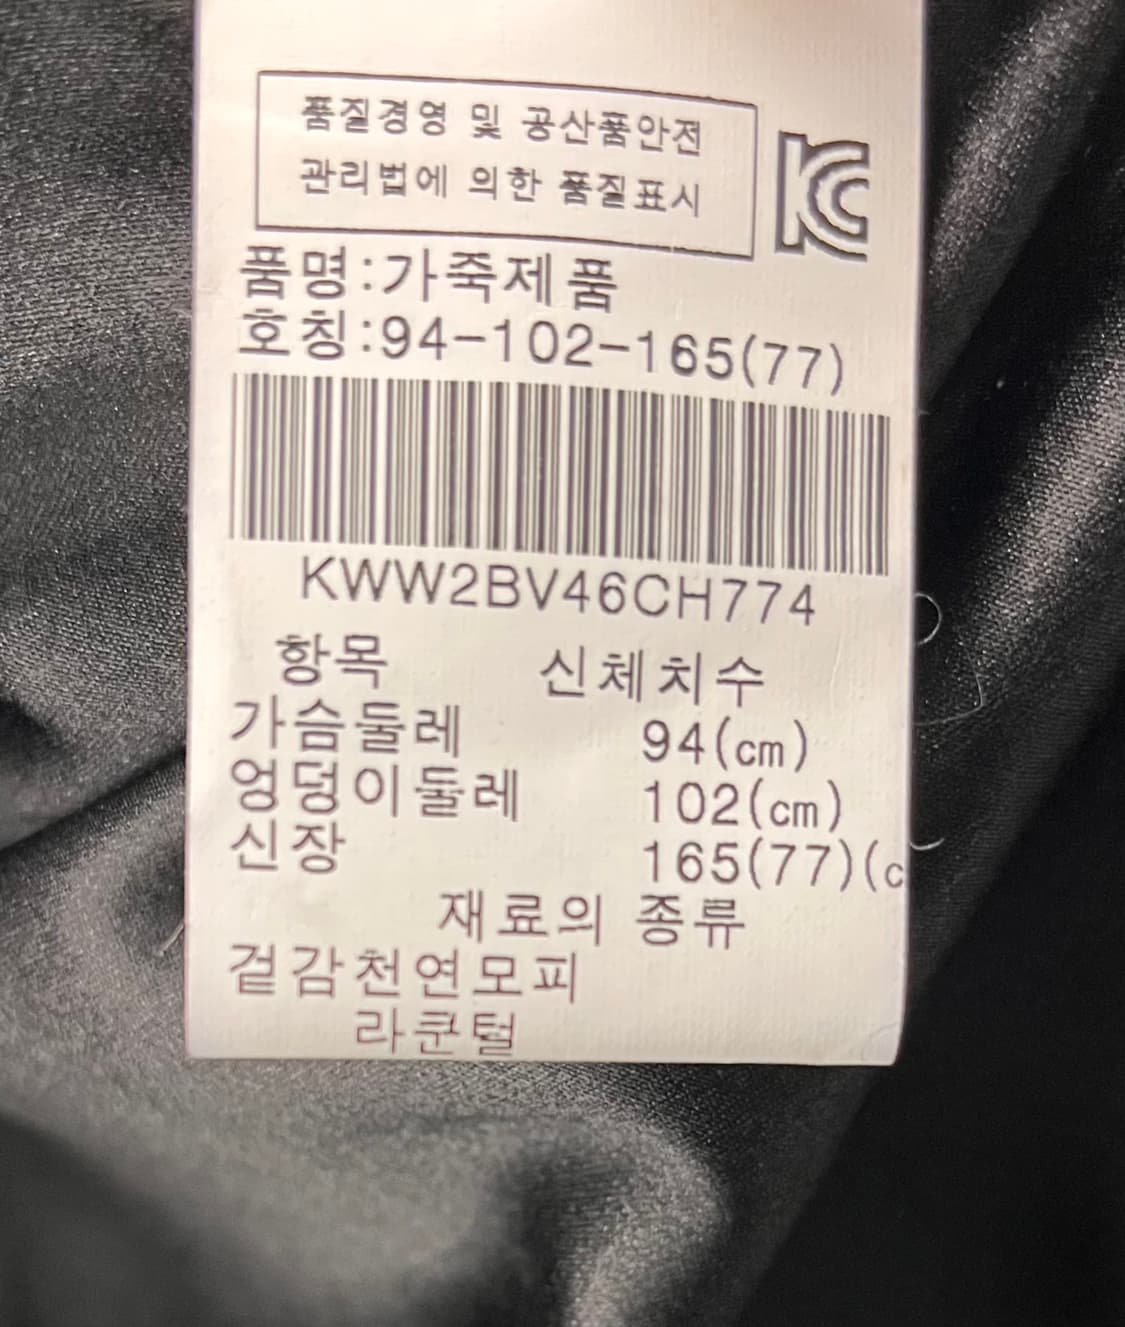 품질경영 및 공산품안전
관리법에 의한 품질표시
KC
품명:가죽제품
호칭:94-102-165(77)
KWW2BV46CH774
항목 신체치수
가슴둘레 94(cm)
엉덩이둘레 102(cm)
신장 165(77)(c
재료의 종류
겉감천연모피
라쿤털